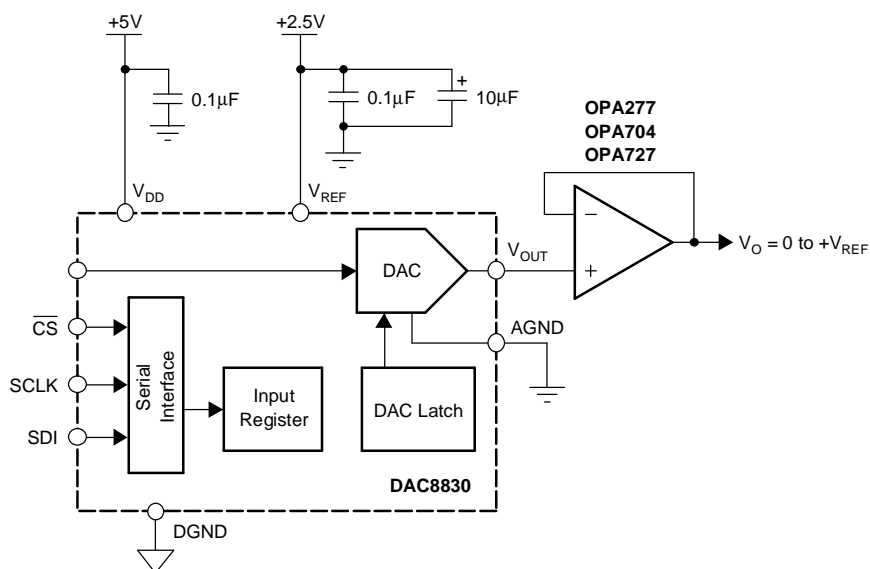 +5V
+2.5V
0.1µF
0.1µF
+
10µF
OPA277
OPA704
OPA727
V_DD
V_REF
−
+
V_O = 0 to +V_REF
DAC
V_OUT
AGND
CS
SCLK
SDI
Serial
Interface
Input
Register
DAC Latch
DAC8830
DGND